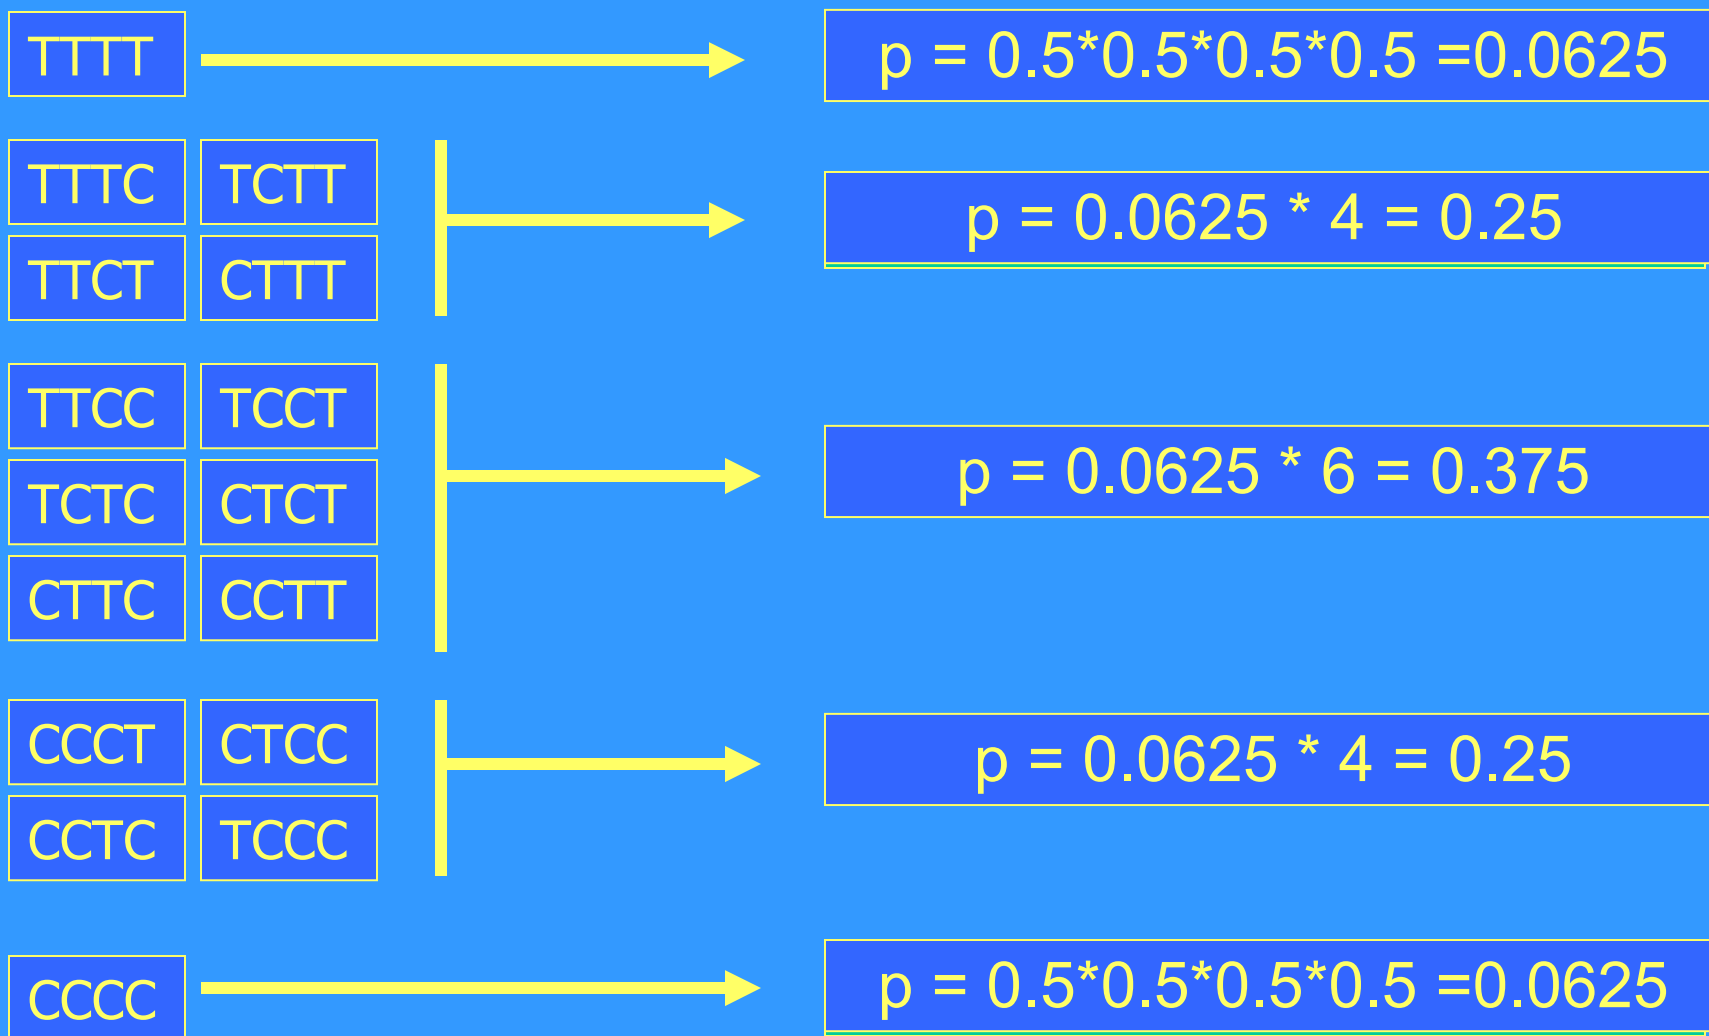 TTTT
p = 0.5*0.5*0.5*0.5 =0.0625
TTTC TCTT
TTCT CTTT
p = 0.0625 * 4 = 0.25
TTCC TCCT
TCTC CTCT
CTTC CCTT
p = 0.0625 * 6 = 0.375
CCCT CTCC
CCTC TCCC
p = 0.0625 * 4 = 0.25
CCCC
p = 0.5*0.5*0.5*0.5 =0.0625